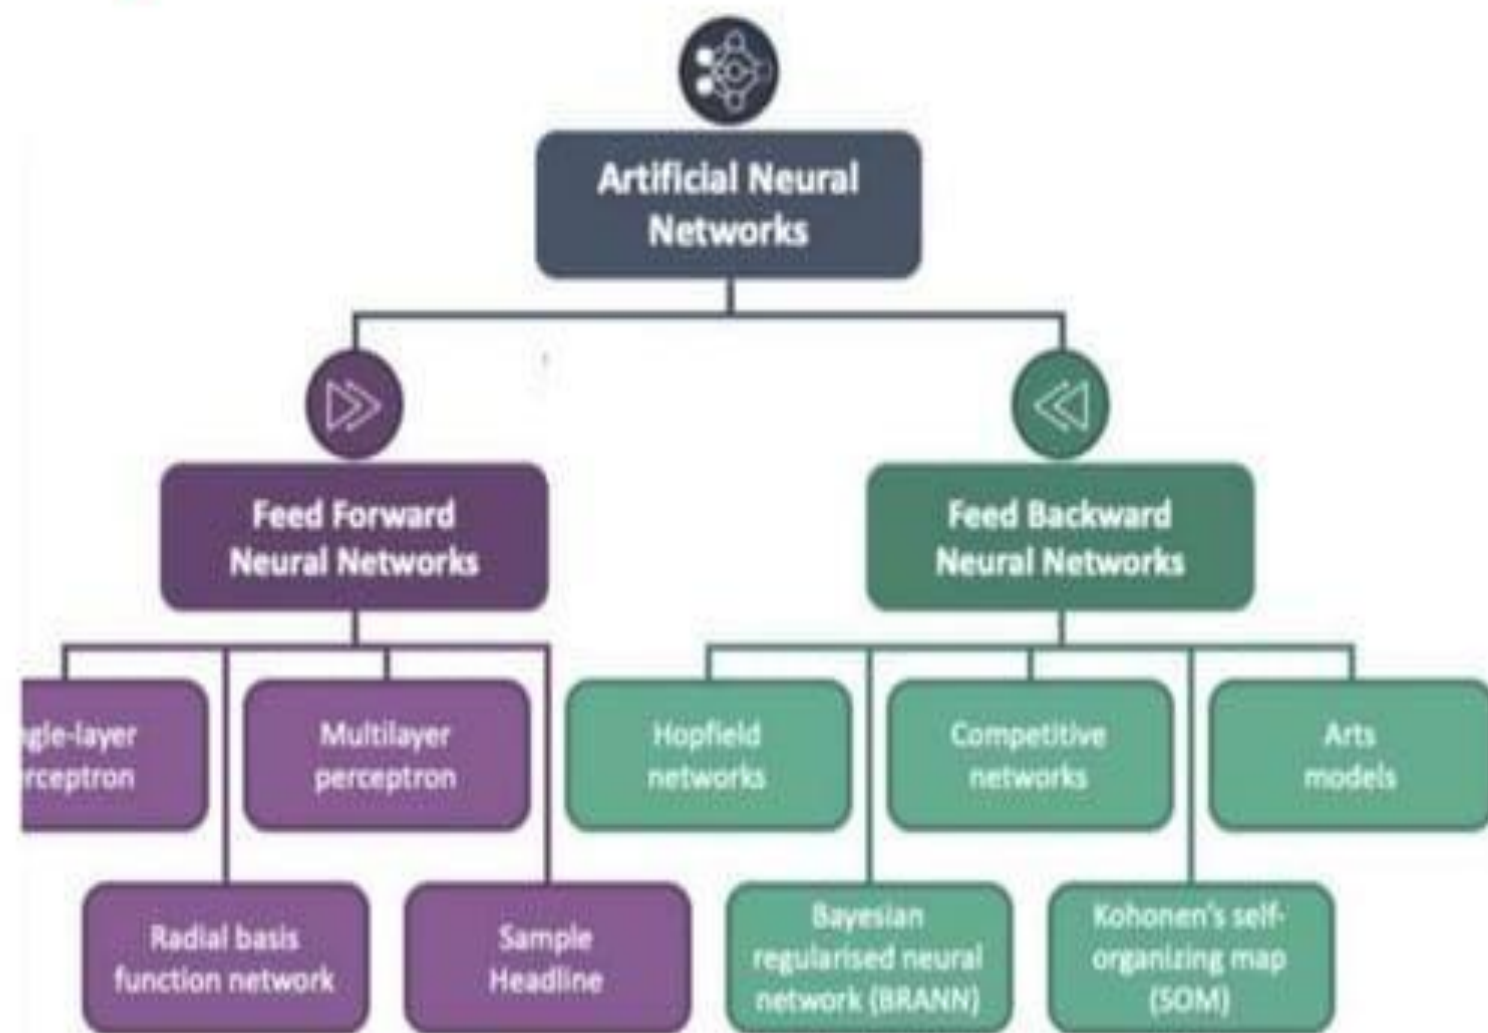 Artificial Neural
Networks
Feed Forward
Neural Networks
Feed Backward
Neural Networks
gle-layer
rceptron
Multilayer
perceptron
Hopfield
networks
Competitive
networks
Arts
models
Radial basis
function network
Sample
Headline
Bayesian
regularised neural
network (BRANN)
Kohonen's self-
organizing map
(SOM)